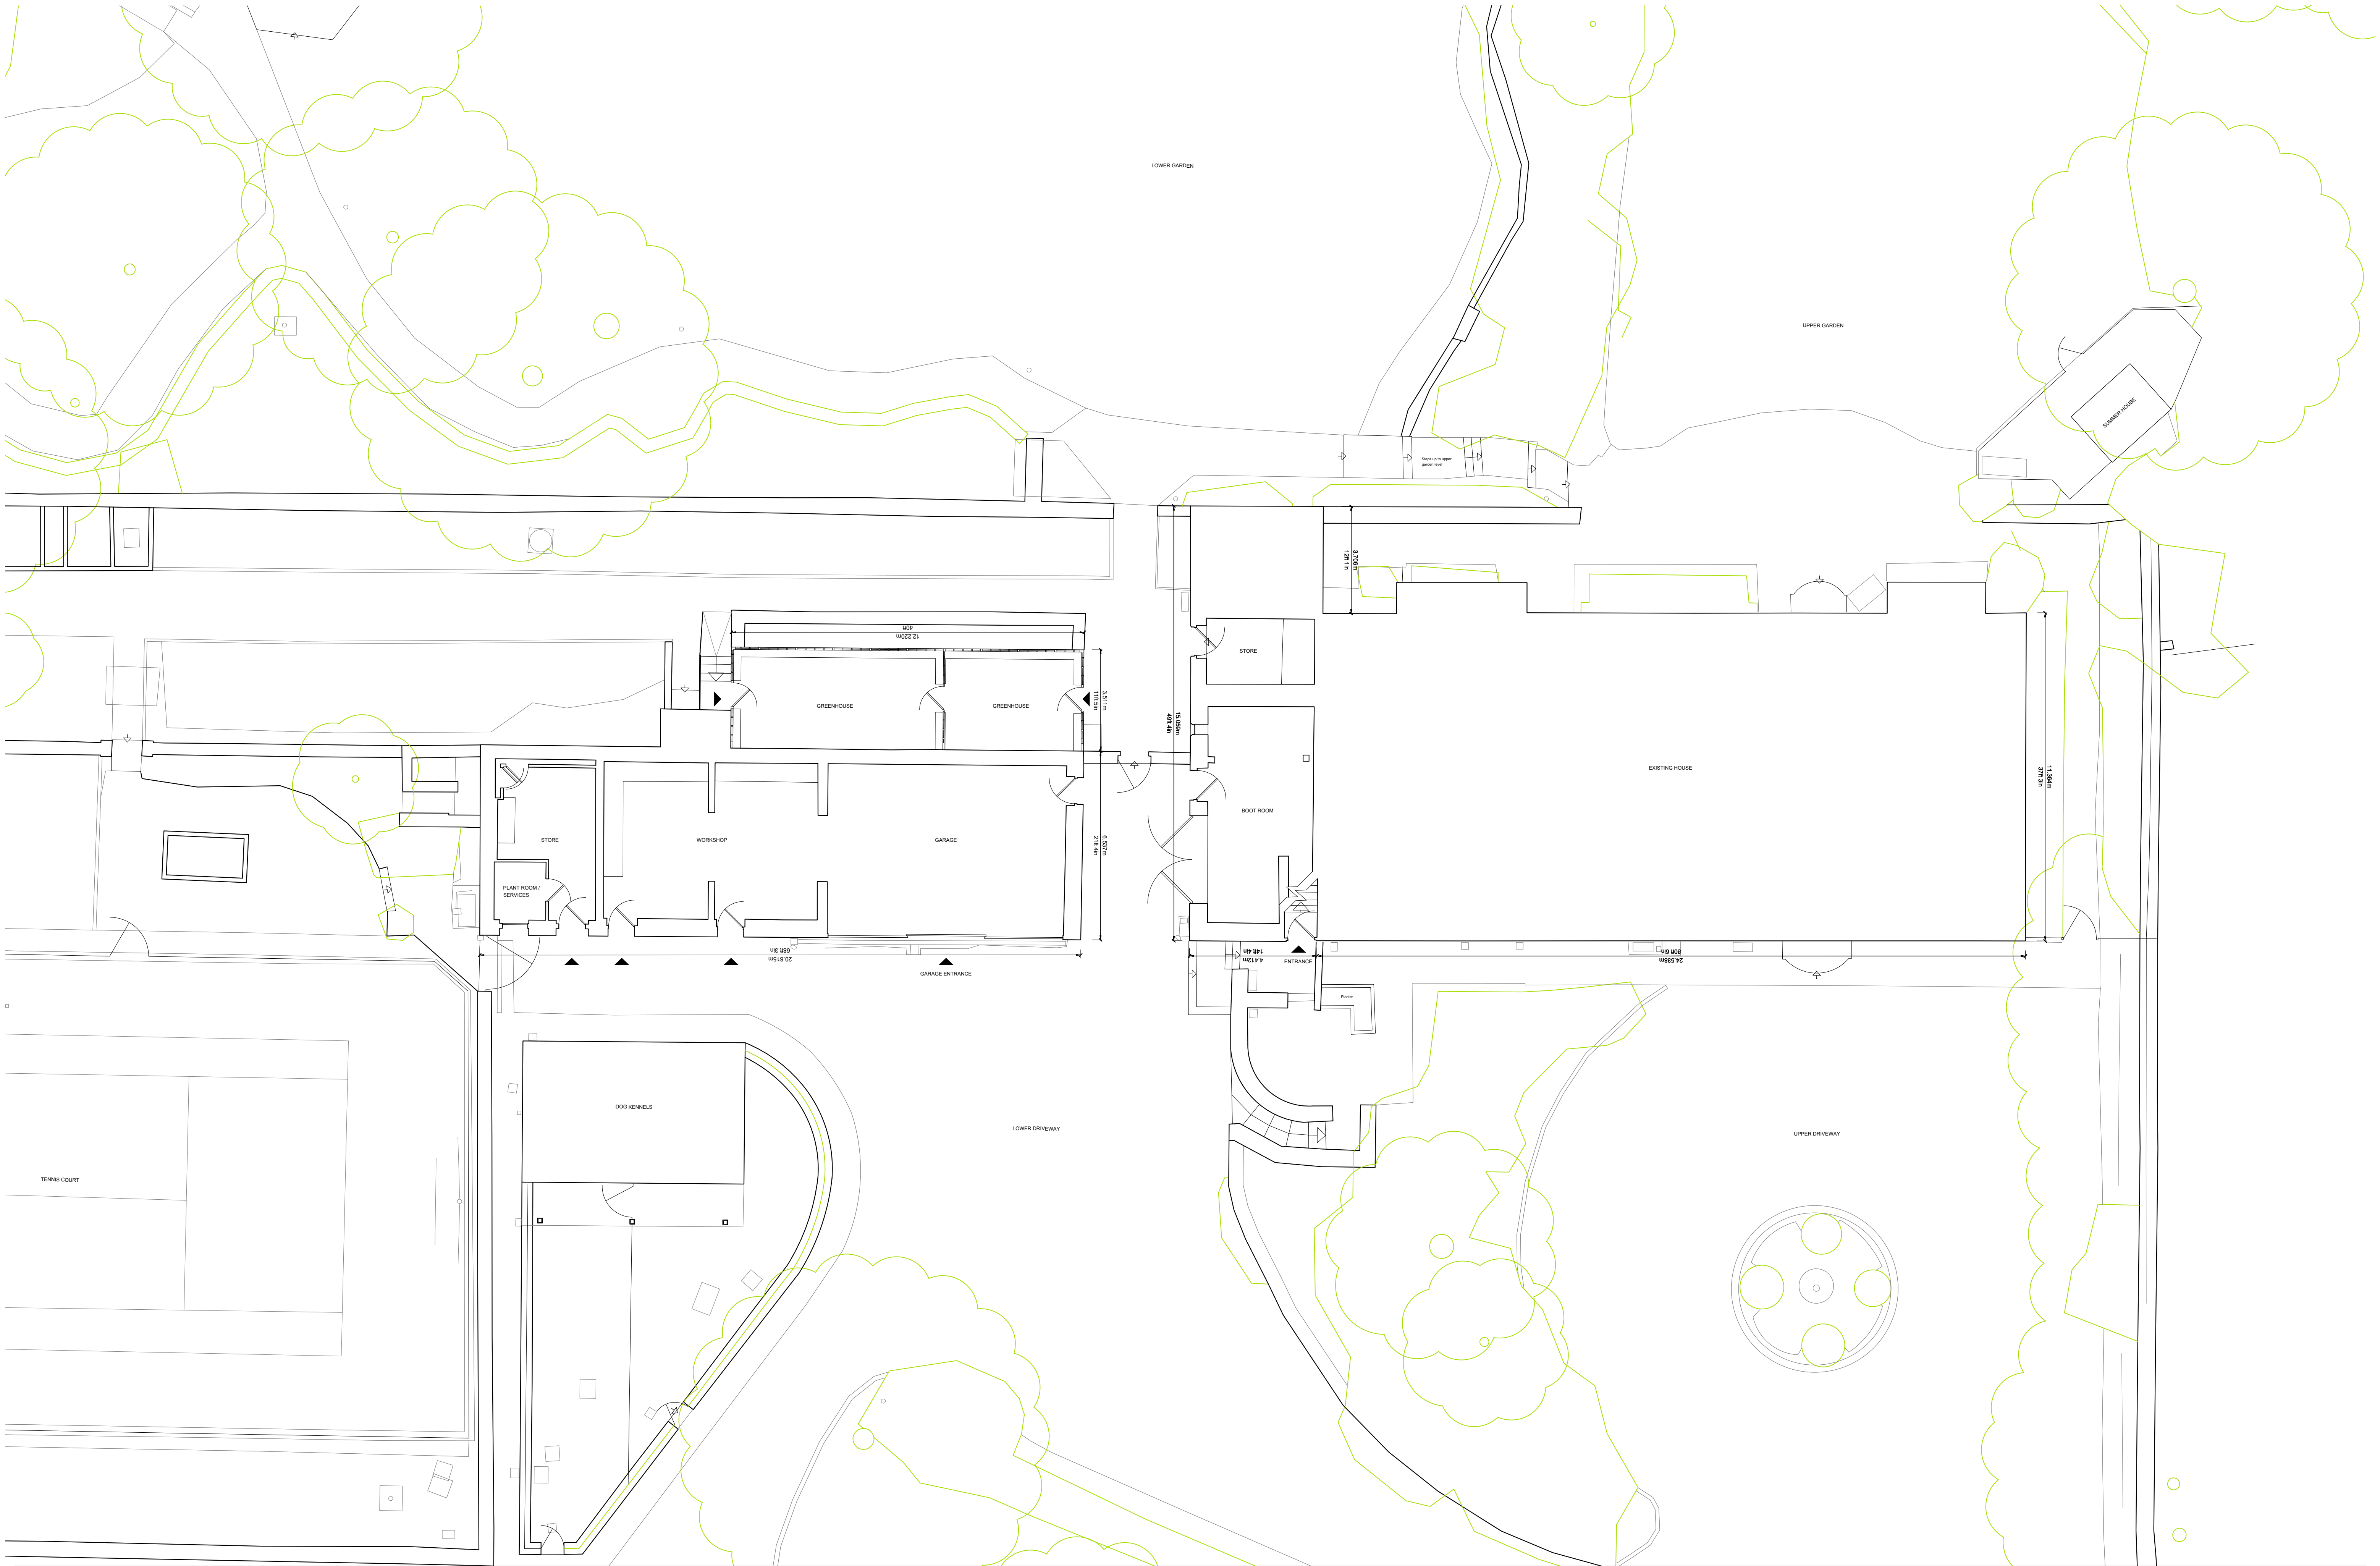 LOWER GARDEN
UPPER GARDEN
SUMMER HOUSE
Steps up to upper
garden level
3.706m
12ft 1in
40ft
12.220m
STORE
GREENHOUSE
GREENHOUSE
3.511m
11ft 5in
15.059m
49ft 4in
EXISTING HOUSE
11.364m
37ft 3in
BOOT ROOM
STORE
WORKSHOP
GARAGE
6.537m
21ft 4in
PLANT ROOM /
SERVICES
68ft 3in
20.815m
14ft 4in
4.412m
80ft 6in
24.538m
ENTRANCE
GARAGE ENTRANCE
Planter
DOG KENNELS
LOWER DRIVEWAY
UPPER DRIVEWAY
TENNIS COURT